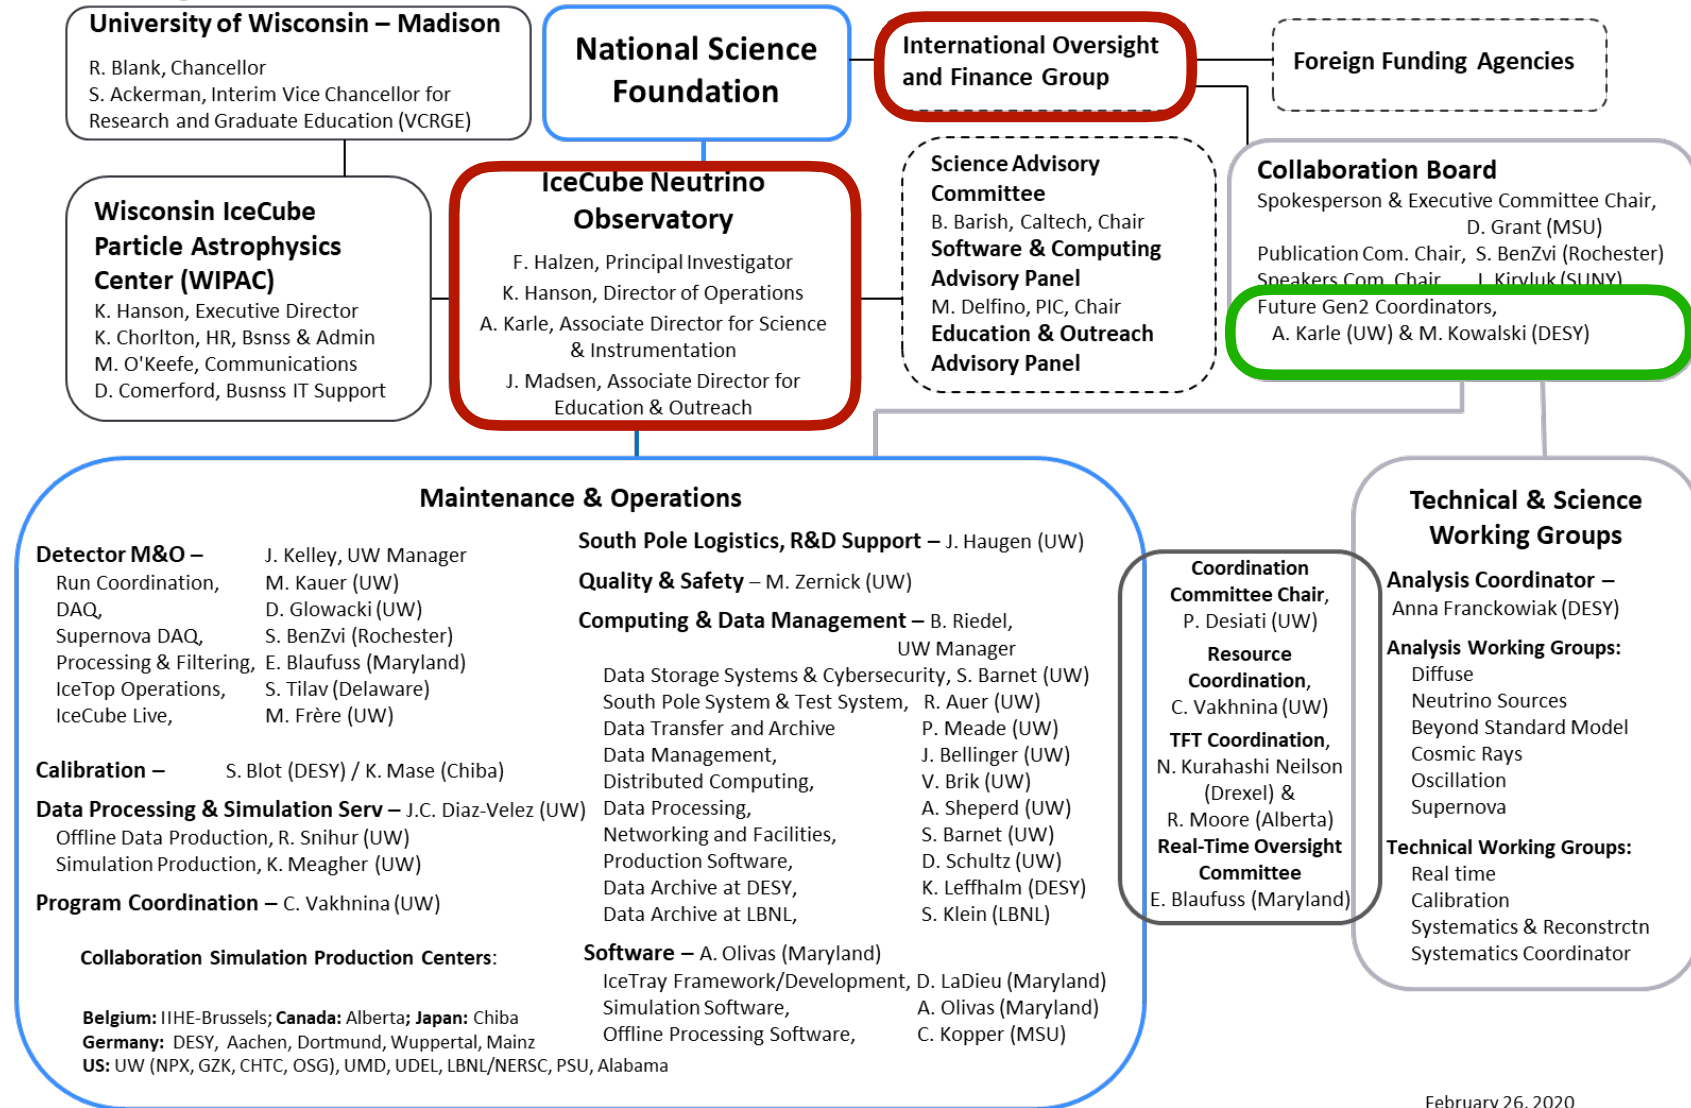 University of Wisconsin – Madison
R. Blank, Chancellor
S. Ackerman, Interim Vice Chancellor for
Research and Graduate Education (VCRGE)
National Science
Foundation
International Oversight
and Finance Group
Foreign Funding Agencies
Wisconsin IceCube
Particle Astrophysics
Center (WIPAC)
K. Hanson, Executive Director
K. Chorlton, HR, Bsnss & Admin
M. O'Keefe, Communications
D. Comerford, Busnss IT Support
IceCube Neutrino
Observatory
F. Halzen, Principal Investigator
K. Hanson, Director of Operations
A. Karle, Associate Director for Science
& Instrumentation
J. Madsen, Associate Director for
Education & Outreach
Science Advisory
Committee
B. Barish, Caltech, Chair
Software & Computing
Advisory Panel
M. Delfino, PIC, Chair
Education & Outreach
Advisory Panel
Collaboration Board
Spokesperson & Executive Committee Chair,
D. Grant (MSU)
Publication Com. Chair, S. BenZvi (Rochester)
Speakers Com. Chair J. Kiryluk (SUNY)
Future Gen2 Coordinators,
A. Karle (UW) & M. Kowalski (DESY)
Maintenance & Operations
Detector M&O – J. Kelley, UW Manager
Run Coordination, M. Kauer (UW)
DAQ, D. Glowacki (UW)
Supernova DAQ, S. BenZvi (Rochester)
Processing & Filtering, E. Blaufuss (Maryland)
IceTop Operations, S. Tilav (Delaware)
IceCube Live, M. Frère (UW)
Calibration – S. Blot (DESY) / K. Mase (Chiba)
Data Processing & Simulation Serv – J.C. Diaz-Velez (UW)
Offline Data Production, R. Snihur (UW)
Simulation Production, K. Meagher (UW)
Program Coordination – C. Vakhnina (UW)
Collaboration Simulation Production Centers:
Belgium: IIHE-Brussels; Canada: Alberta; Japan: Chiba
Germany: DESY, Aachen, Dortmund, Wuppertal, Mainz
US: UW (NPX, GZK, CHTC, OSG), UMD, UDEL, LBNL/NERSC, PSU, Alabama
South Pole Logistics, R&D Support – J. Haugen (UW)
Quality & Safety – M. Zernick (UW)
Computing & Data Management – B. Riedel,
UW Manager
Data Storage Systems & Cybersecurity, S. Barnet (UW)
South Pole System & Test System, R. Auer (UW)
Data Transfer and Archive P. Meade (UW)
Data Management, J. Bellinger (UW)
Distributed Computing, V. Brik (UW)
Data Processing, A. Sheperd (UW)
Networking and Facilities, S. Barnet (UW)
Production Software, D. Schultz (UW)
Data Archive at DESY, K. Leffhalm (DESY)
Data Archive at LBNL, S. Klein (LBNL)
Software – A. Olivas (Maryland)
IceTray Framework/Development, D. LaDieu (Maryland)
Simulation Software, A. Olivas (Maryland)
Offline Processing Software, C. Kopper (MSU)
Coordination
Committee Chair,
P. Desiati (UW)
Resource
Coordination,
C. Vakhnina (UW)
TFT Coordination,
N. Kurahashi Neilson
(Drexel) &
R. Moore (Alberta)
Real-Time Oversight
Committee
E. Blaufuss (Maryland)
Technical & Science
Working Groups
Analysis Coordinator –
Anna Franckowiak (DESY)
Analysis Working Groups:
Diffuse
Neutrino Sources
Beyond Standard Model
Cosmic Rays
Oscillation
Supernova
Technical Working Groups:
Real time
Calibration
Systematics & Reconstrctn
Systematics Coordinator
February 26, 2020